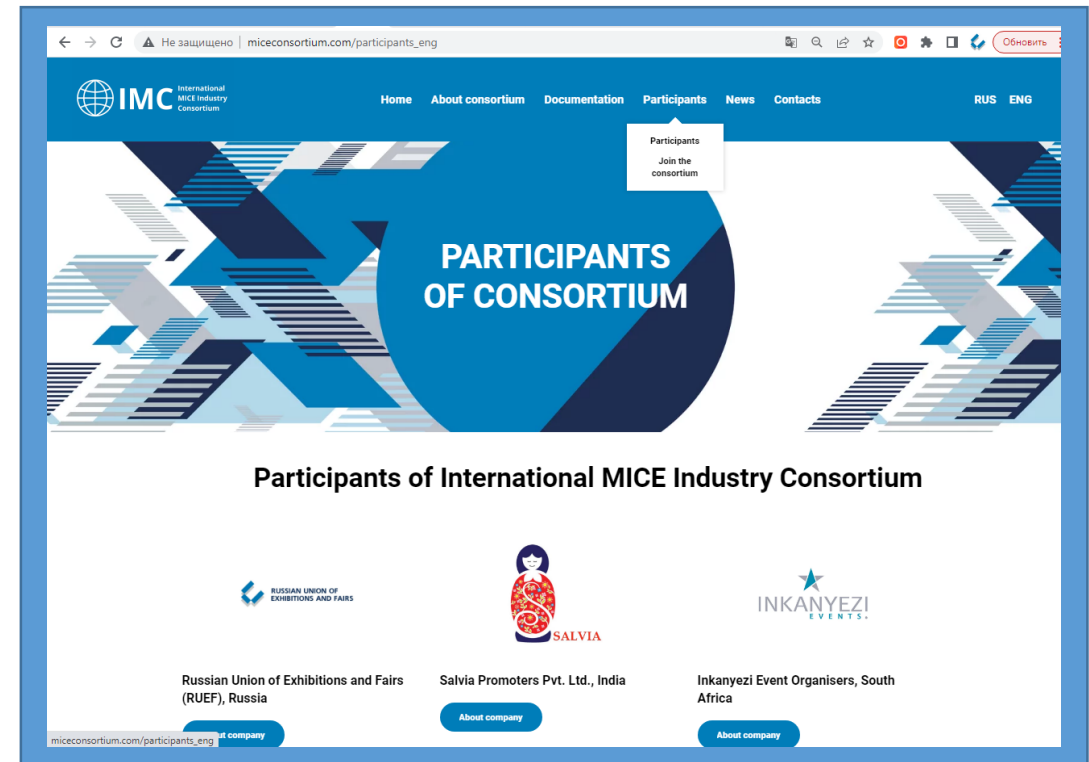 Не защищено | miceconsortium.com/participants_eng
Обновить
IMC International
MICE Industry
Consortium
Home About consortium Documentation Participants News Contacts RUS ENG
Participants
Join the
consortium
PARTICIPANTS
OF CONSORTIUM
Participants of International MICE Industry Consortium
RUSSIAN UNION OF
EXHIBITIONS AND FAIRS
SALVIA
INKANYEZI
EVENTS
Russian Union of Exhibitions and Fairs
(RUEF), Russia
Salvia Promoters Pvt. Ltd., India
Inkanyezi Event Organisers, South
Africa
About company
About company
company
miceconsortium.com/participants_eng